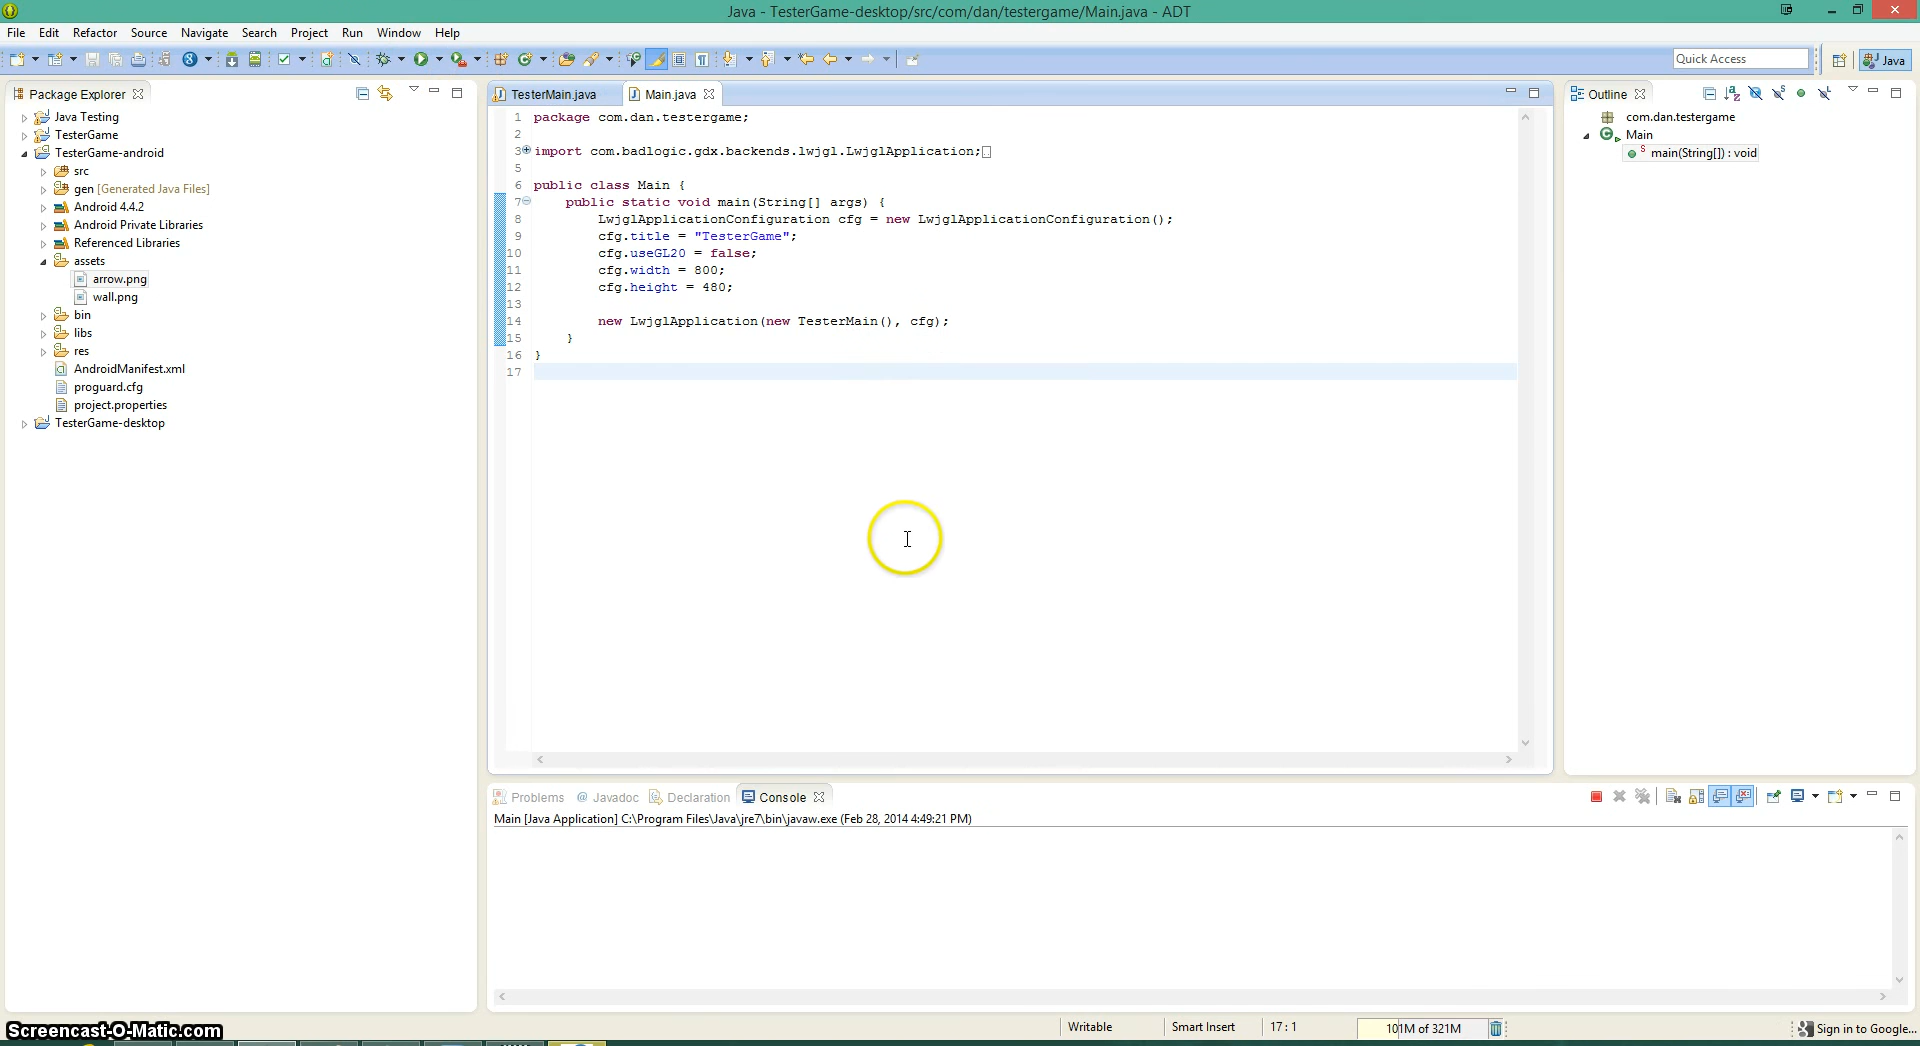 Java - TesterGame-desktop/src/com/dan/testergame/Main.java - ADT
File Edit Refactor Source Navigate Search Project Run Window Help
Quick Access
Java
Package Explorer
Java Testing
TesterGame
TesterGame-android
src
gen [Generated Java Files]
Android 4.4.2
Android Private Libraries
Referenced Libraries
assets
arrow.png
wall.png
bin
libs
res
AndroidManifest.xml
proguard.cfg
project.properties
TesterGame-desktop
TesterMain.java Main.java
1 package com.dan.testergame;
2
3 import com.badlogic.gdx.backends.lwjgl.LwjglApplication;
5
6 public class Main {
7 public static void main(String[] args) {
8 LwjglApplicationConfiguration cfg = new LwjglApplicationConfiguration();
9 cfg.title = "TesterGame";
10 cfg.useGL20 = false;
11 cfg.width = 800;
12 cfg.height = 480;
13
14 new LwjglApplication(new TesterMain(), cfg);
15 }
16 }
17
Outline
com.dan.testergame
Main
main(String[]) : void
Problems @ Javadoc Declaration Console
Main [Java Application] C:\Program Files\Java\jre7\bin\javaw.exe (Feb 28, 2014 4:49:21 PM)
Writable Smart Insert 17 : 1 101M of 321M Sign in to Google...
Screencast-O-Matic.com